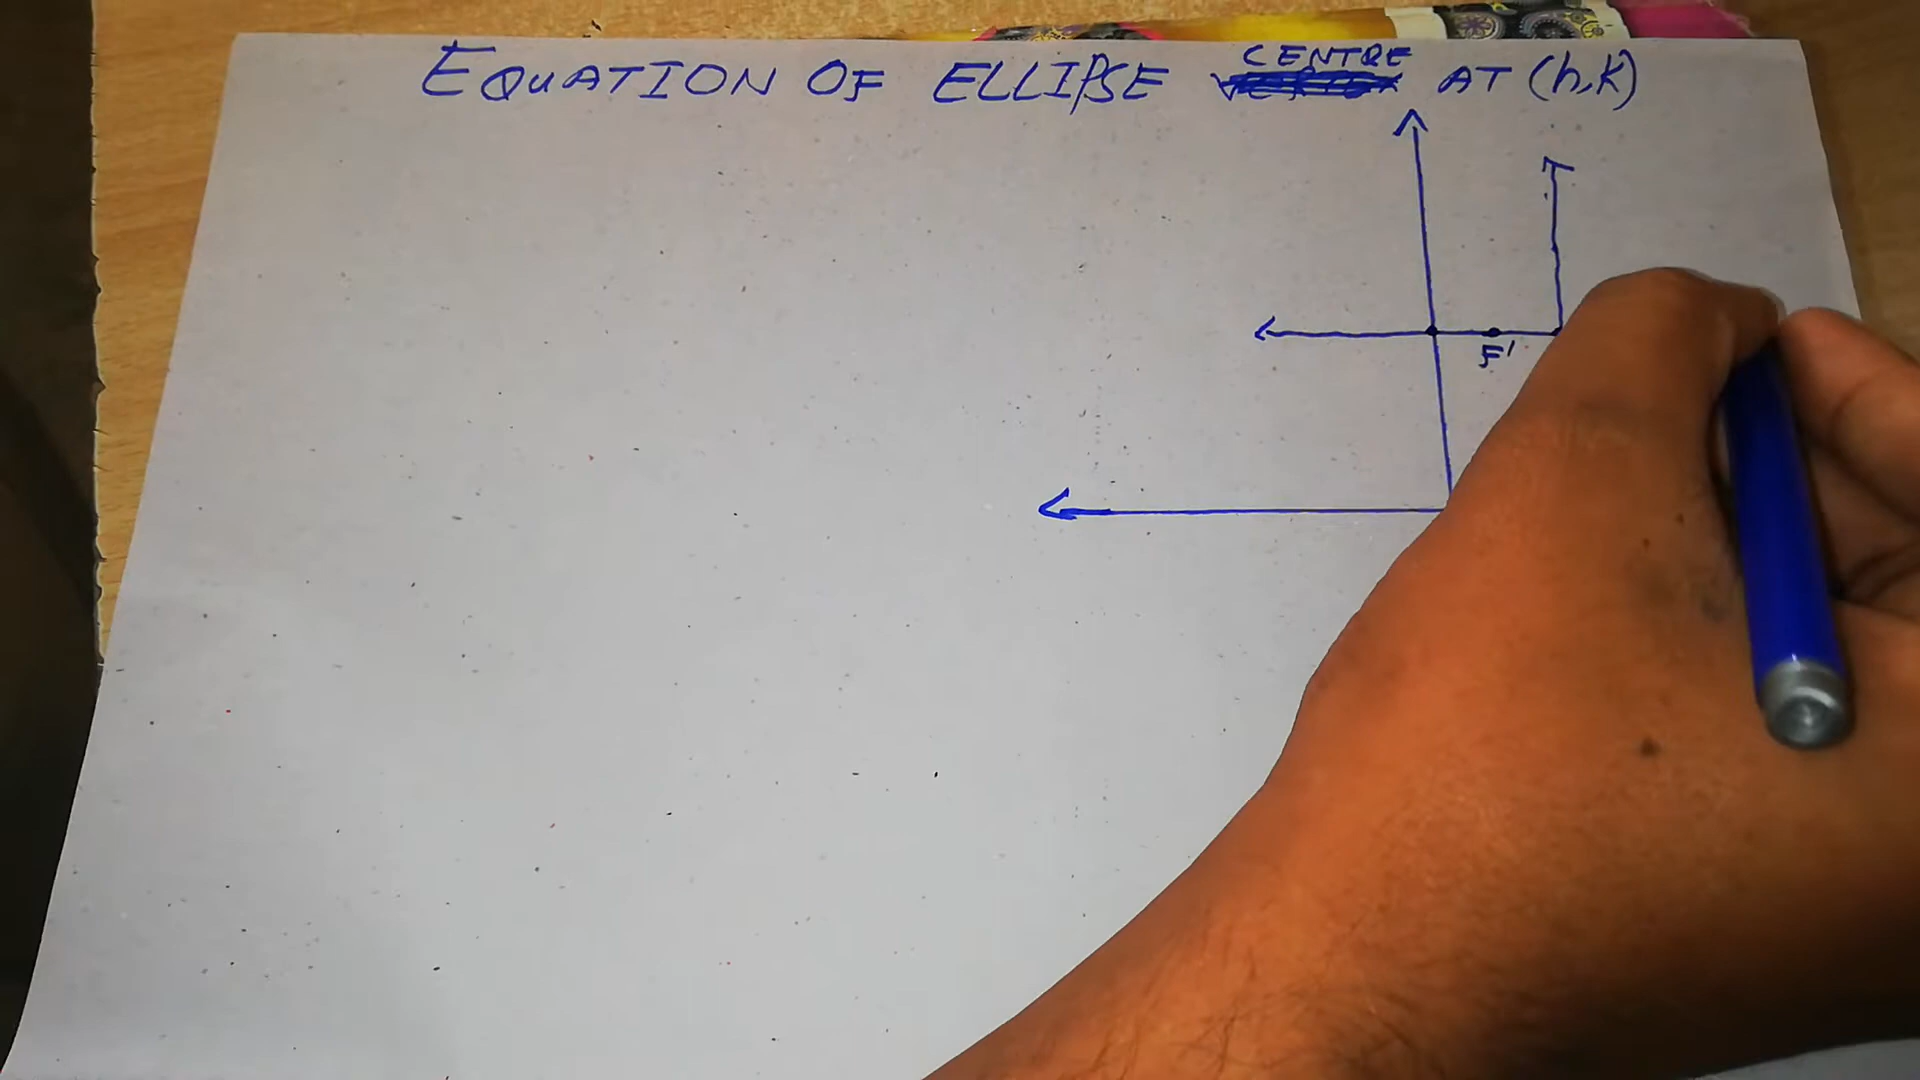 EQUATION OF ELLIPSE CENTRE AT (h,k)
F'